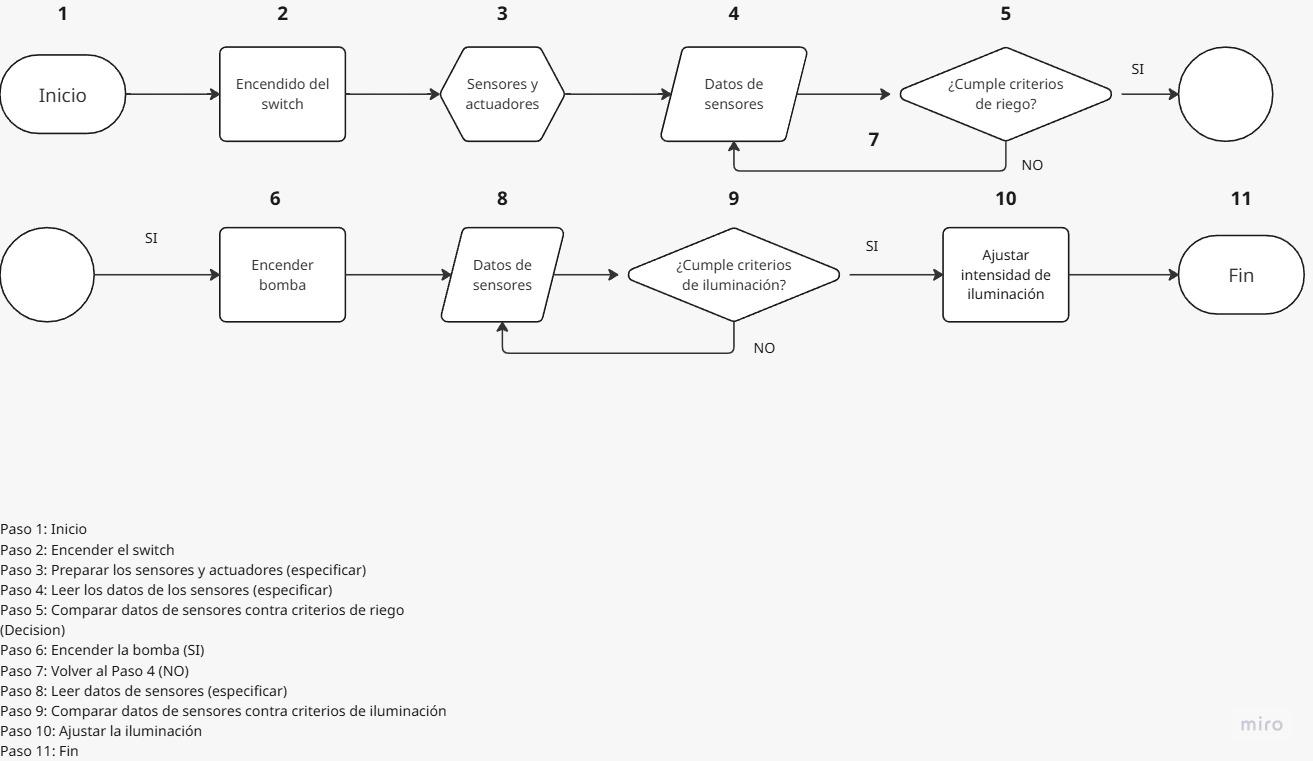 1
2
3
4
5
Inicio
Encendido del
switch
Sensores y
actuadores
Datos de
sensores
¿Cumple criterios
de riego?
SI
7
NO
6
8
9
10
11
SI
Encender
bomba
Datos de
sensores
¿Cumple criterios
de iluminación?
SI
Ajustar
intensidad de
iluminación
Fin
NO
Paso 1: Inicio
Paso 2: Encender el switch
Paso 3: Preparar los sensores y actuadores (especificar)
Paso 4: Leer los datos de los sensores (especificar)
Paso 5: Comparar datos de sensores contra criterios de riego
(Decision)
Paso 6: Encender la bomba (SI)
Paso 7: Volver al Paso 4 (NO)
Paso 8: Leer datos de sensores (especificar)
Paso 9: Comparar datos de sensores contra criterios de iluminación
Paso 10: Ajustar la iluminación
Paso 11: Fin
miro